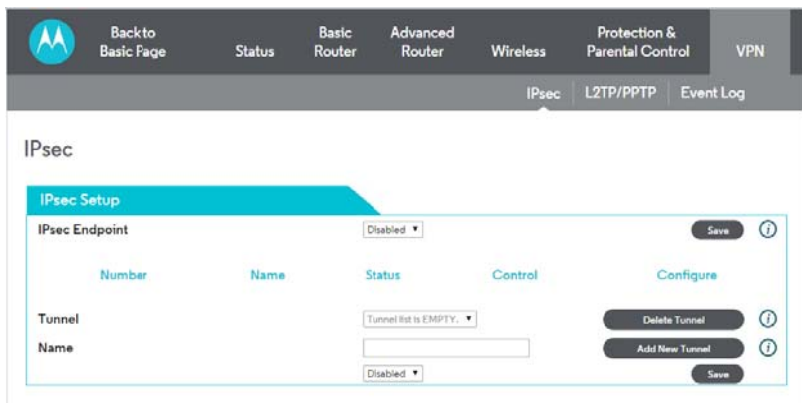 Back to Basic Page Status Basic Router Advanced Router Wireless Protection & Parental Control VPN
IPsec L2TP/PPTP Event Log
IPsec
IPsec Setup
IPsec Endpoint Disabled Save
Number Name Status Control Configure
Tunnel Tunnel list is EMPTY. Delete Tunnel
Name Add New Tunnel
Disabled Save